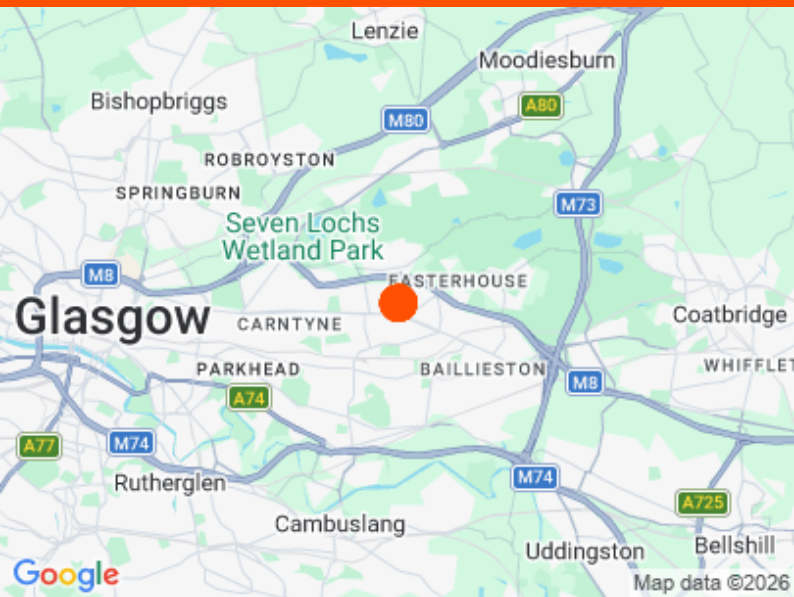 Lenzie
Moodiesburn
Bishopbriggs
A80
M80
ROBROYSTON
SPRINGBURN
M73
Seven Lochs
Wetland Park
M8
EASTERHOUSE
Glasgow
CARNTYNE
Coatbridge
PARKHEAD
BAILLIESTON
WHIFFLET
M8
A74
A77
M74
M74
Rutherglen
A725
Cambuslang
Uddingston
Bellshill
Google
Map data ©2026